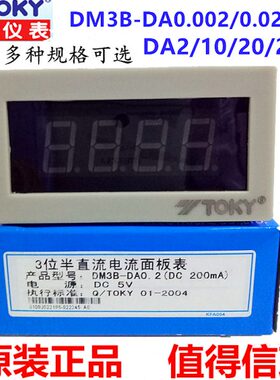 TOKY
DM3B-DA0.002/0.02
仪表
多种规格可选
DA2/10/20/
TOKY
3位半直流电流面板表
产品型号: DM3B-DA0.2(DC 200mA)
电 源: DC 5V
执行标准: Q/TOKY 01-2004
KFA004
原装正品 值得信